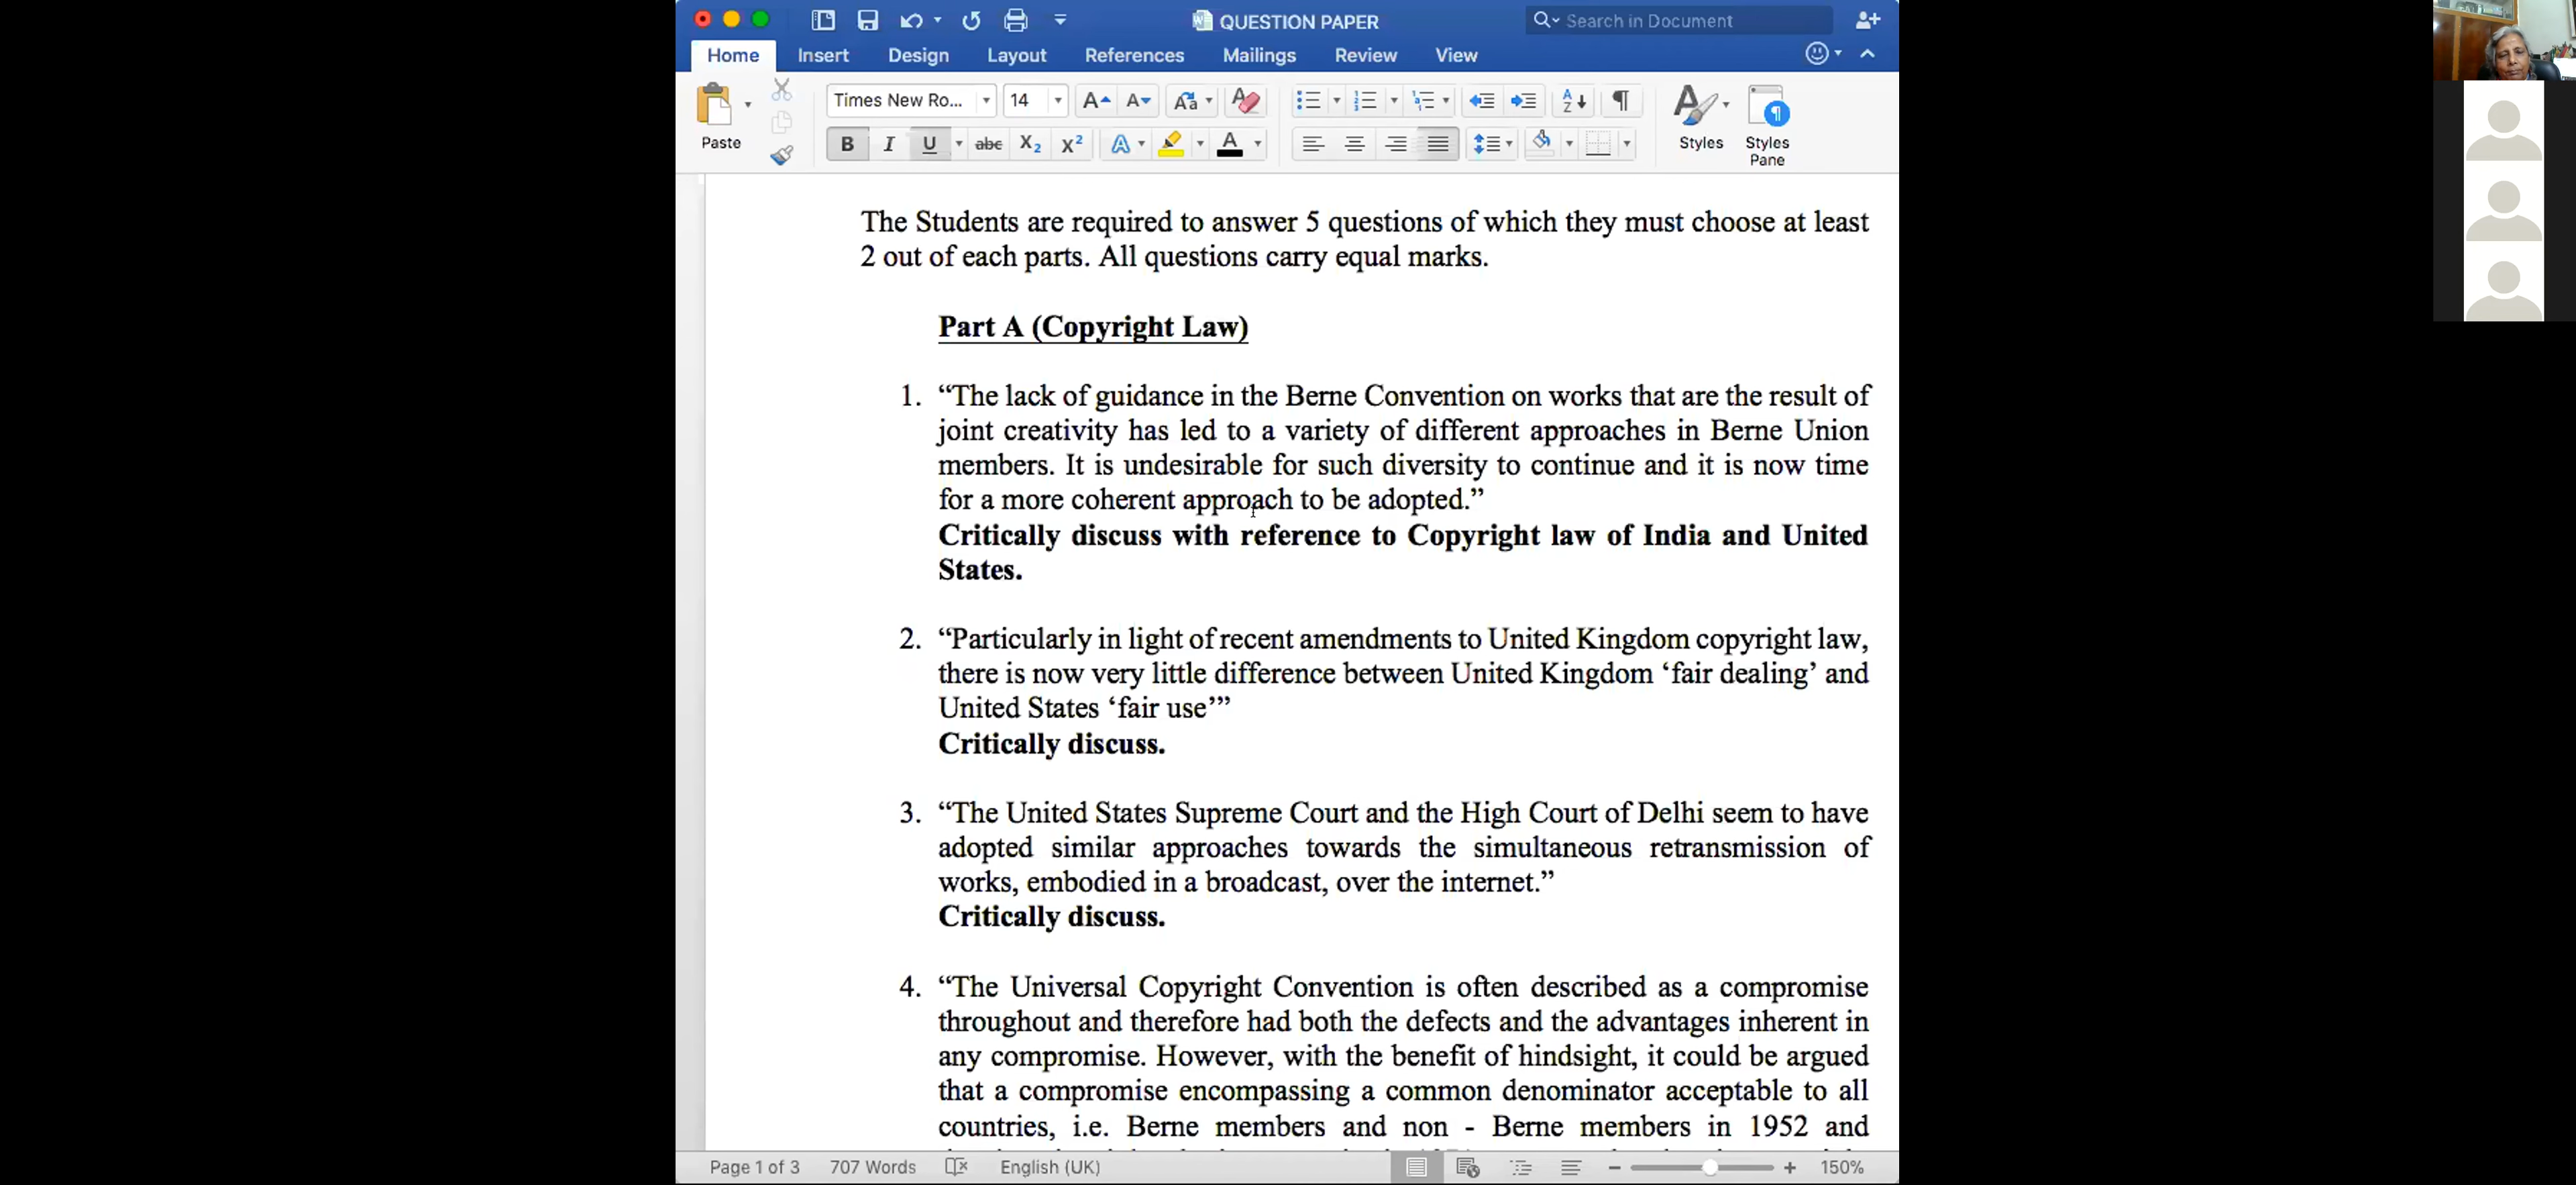 QUESTION PAPER
Search in Document
Home Insert Design Layout References Mailings Review View
Paste
Times New Ro... 14
Styles
Styles Pane
The Students are required to answer 5 questions of which they must choose at least
2 out of each parts. All questions carry equal marks.
Part A (Copyright Law)
1. “The lack of guidance in the Berne Convention on works that are the result of
joint creativity has led to a variety of different approaches in Berne Union
members. It is undesirable for such diversity to continue and it is now time
for a more coherent approach to be adopted.”
Critically discuss with reference to Copyright law of India and United
States.
2. “Particularly in light of recent amendments to United Kingdom copyright law,
there is now very little difference between United Kingdom ‘fair dealing’ and
United States ‘fair use’”
Critically discuss.
3. “The United States Supreme Court and the High Court of Delhi seem to have
adopted similar approaches towards the simultaneous retransmission of
works, embodied in a broadcast, over the internet.”
Critically discuss.
4. “The Universal Copyright Convention is often described as a compromise
throughout and therefore had both the defects and the advantages inherent in
any compromise. However, with the benefit of hindsight, it could be argued
that a compromise encompassing a common denominator acceptable to all
countries, i.e. Berne members and non - Berne members in 1952 and
Page 1 of 3 707 Words English (UK) 150%